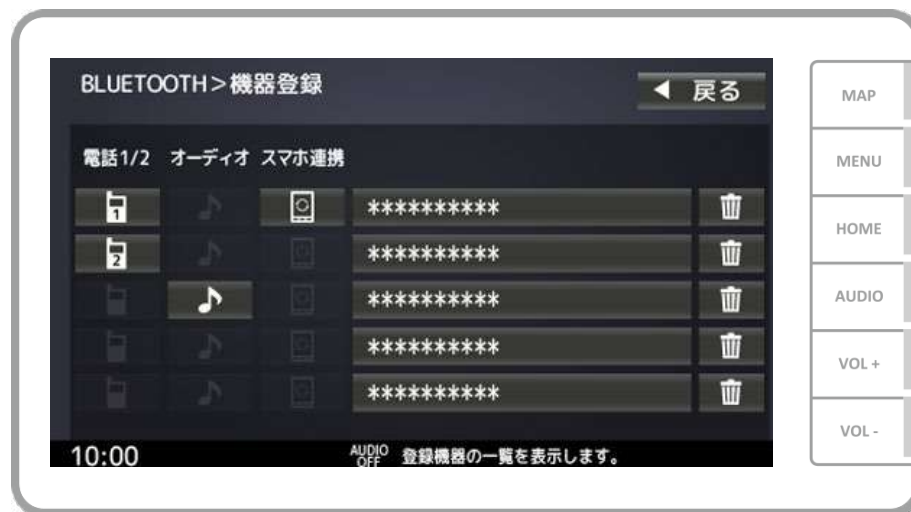 BLUETOOTH>機器登録
◀ 戻る
電話1/2 オーディオ スマホ連携
1 **********
2 **********
**********
**********
**********
10:00 AUDIO OFF 登録機器の一覧を表示します。
MAP
MENU
HOME
AUDIO
VOL +
VOL -